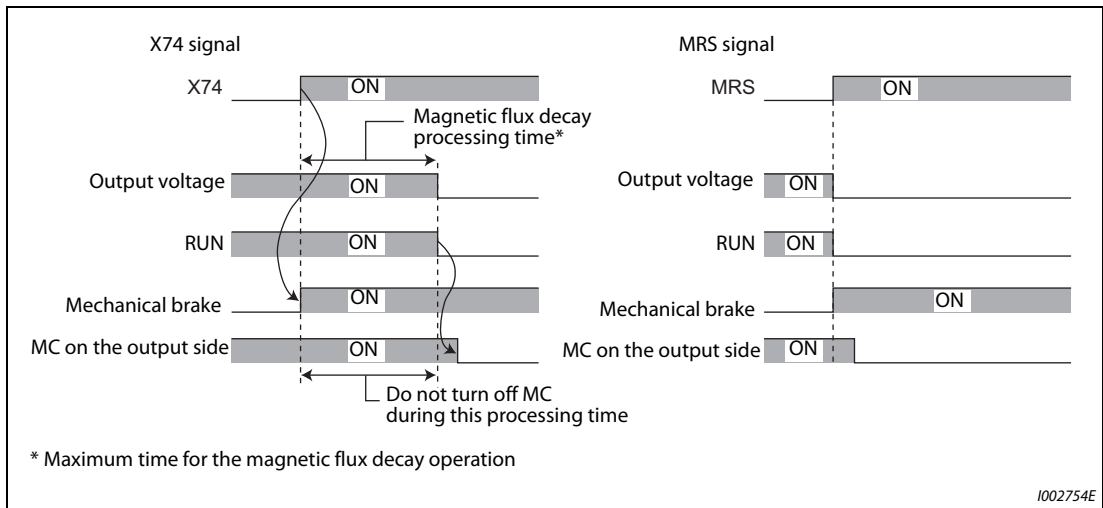 X74 signal
X74
ON
Magnetic flux decay
processing time*
Output voltage
ON
RUN
ON
Mechanical brake
ON
MC on the output side
ON
Do not turn off MC
during this processing time
MRS signal
MRS
ON
Output voltage
ON
RUN
ON
Mechanical brake
ON
MC on the output side
ON
* Maximum time for the magnetic flux decay operation
I002754E